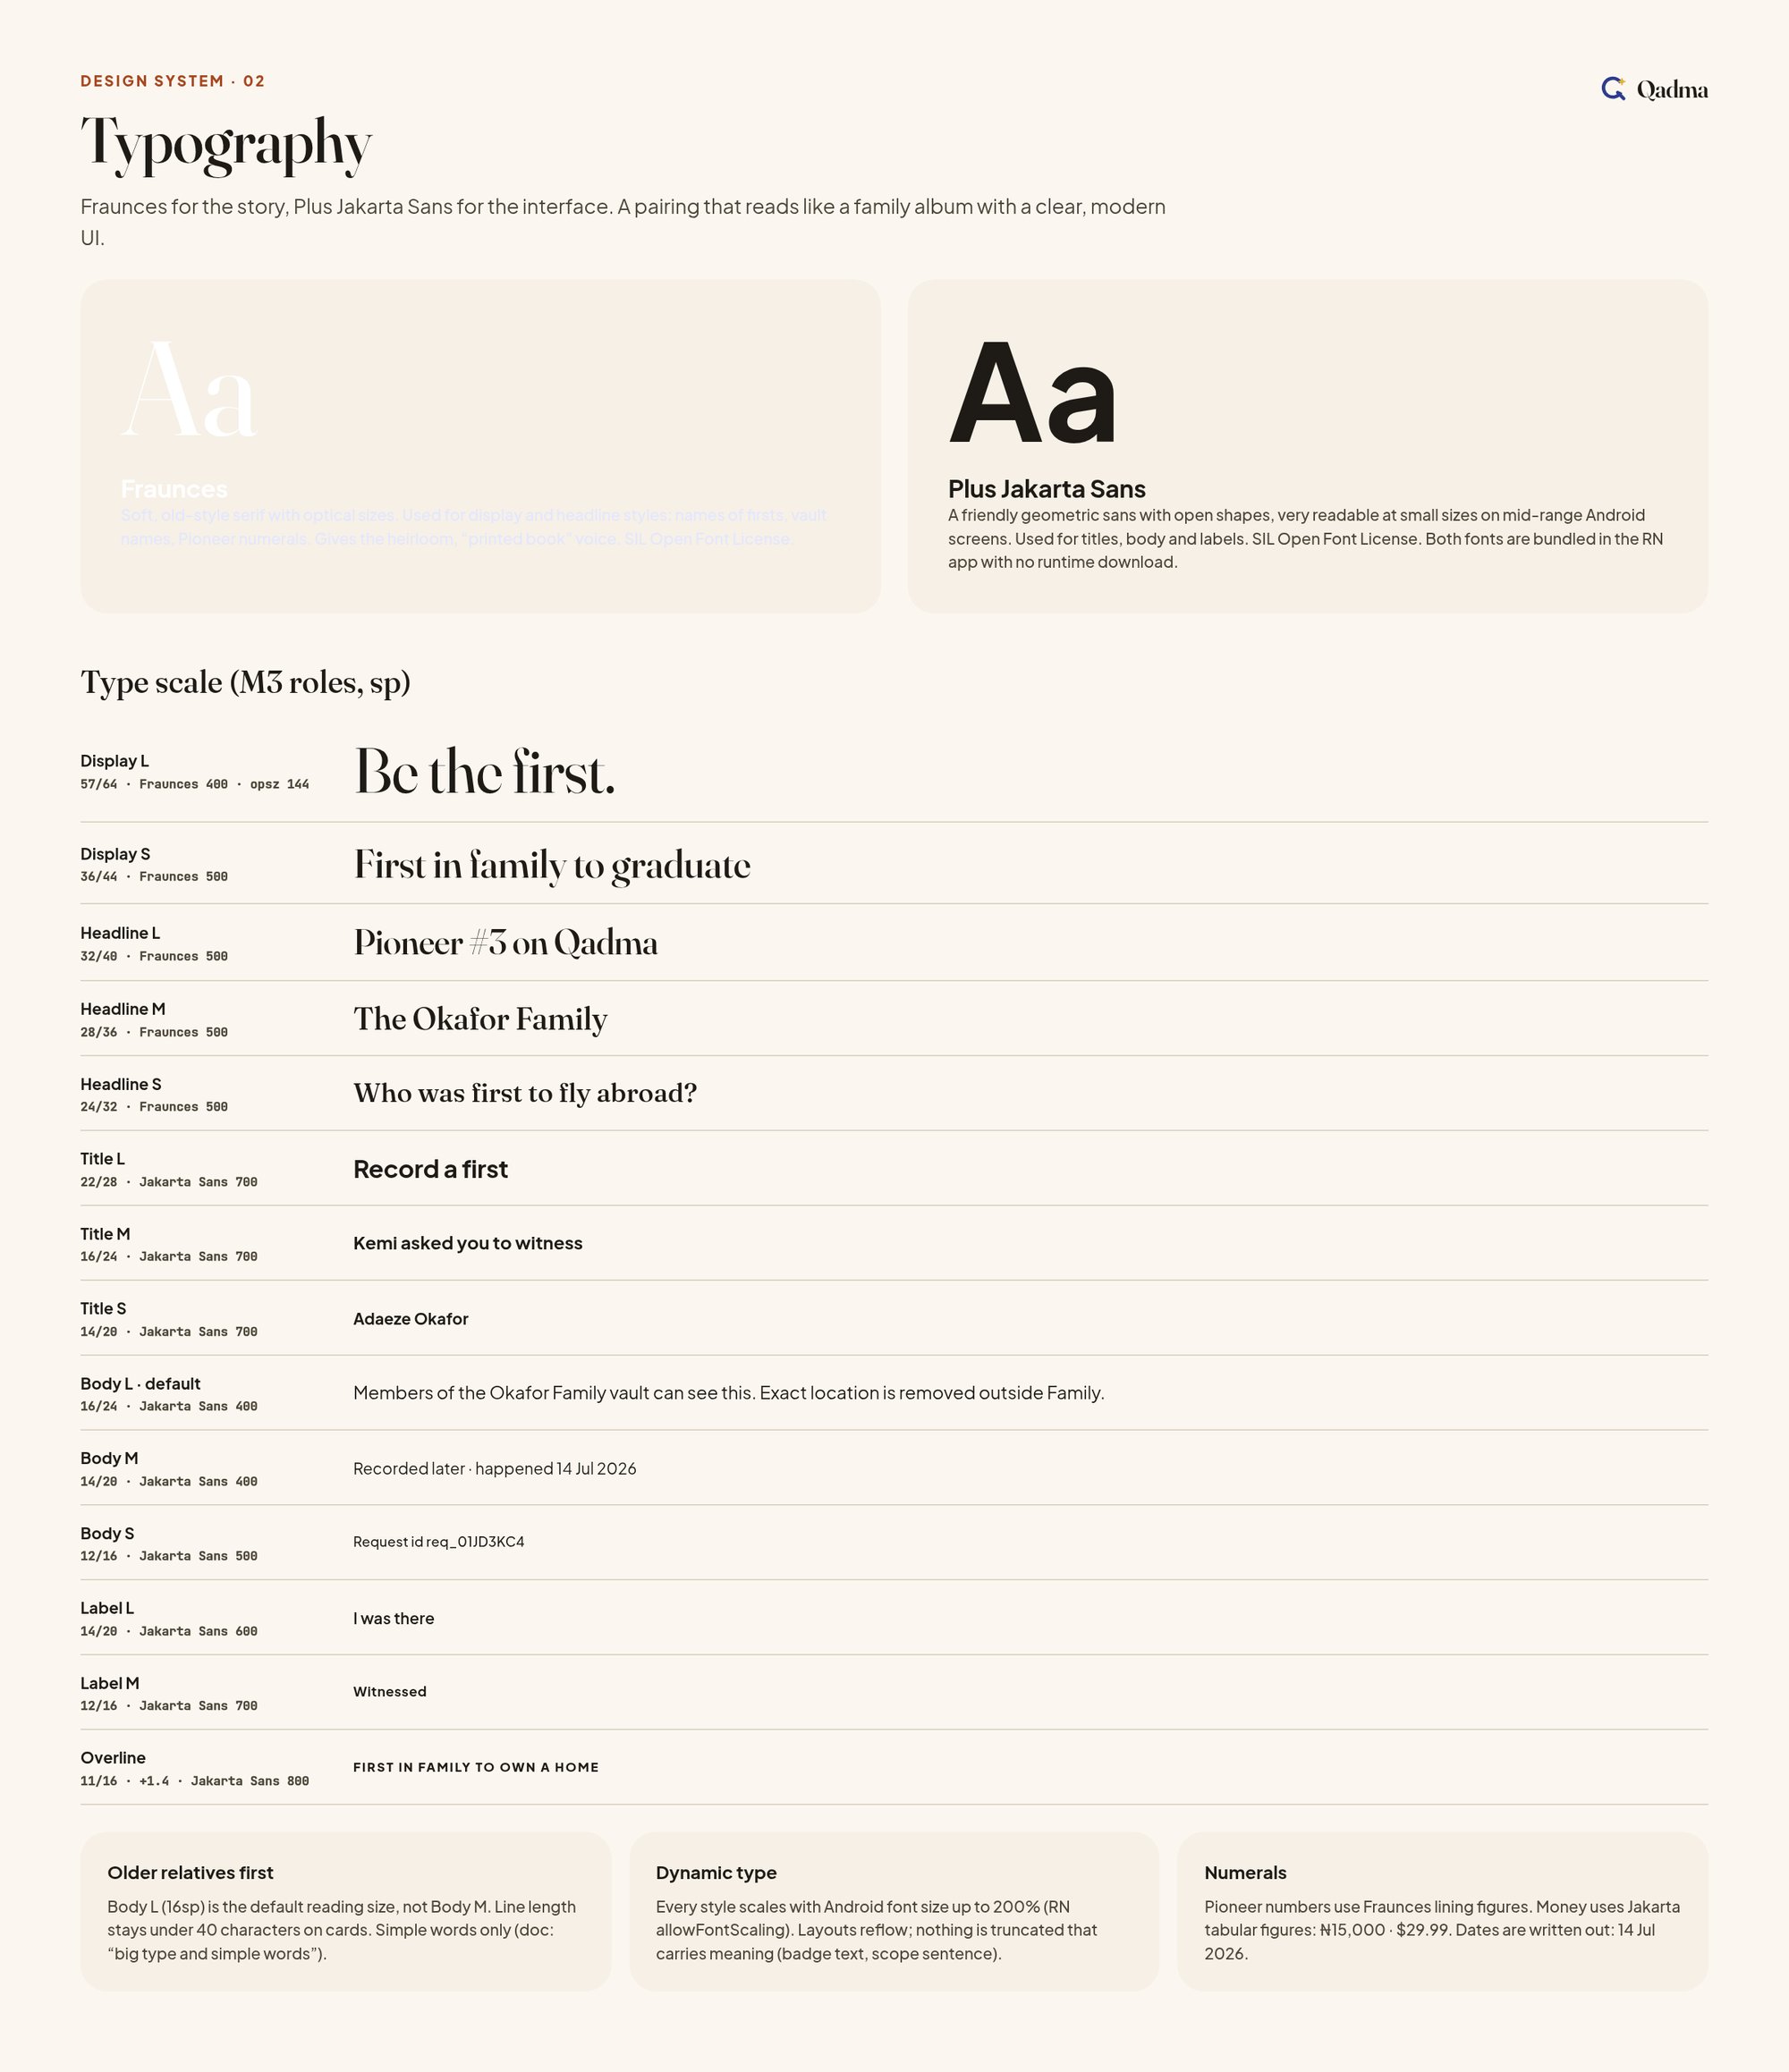 DESIGN SYSTEM · 02
Qadma
Typography
Fraunces for the story, Plus Jakarta Sans for the interface. A pairing that reads like a family album with a clear, modern
UI.
Aa
Fraunces
Soft, old-style serif with optical sizes. Used for display and headline styles: names of firsts, vault
names, Pioneer numerals. Gives the heirloom, "printed book" voice. SIL Open Font License.
Aa
Plus Jakarta Sans
A friendly geometric sans with open shapes, very readable at small sizes on mid-range Android
screens. Used for titles, body and labels. SIL Open Font License. Both fonts are bundled in the RN
app with no runtime download.
Type scale (M3 roles, sp)
Display L
57/64 · Fraunces 400 · opsz 144
Be the first.
Display S
36/44 · Fraunces 500
First in family to graduate
Headline L
32/40 · Fraunces 500
Pioneer #3 on Qadma
Headline M
28/36 · Fraunces 500
The Okafor Family
Headline S
24/32 · Fraunces 500
Who was first to fly abroad?
Title L
22/28 · Jakarta Sans 700
Record a first
Title M
16/24 · Jakarta Sans 700
Kemi asked you to witness
Title S
14/20 · Jakarta Sans 700
Adaeze Okafor
Body L · default
16/24 · Jakarta Sans 400
Members of the Okafor Family vault can see this. Exact location is removed outside Family.
Body M
14/20 · Jakarta Sans 400
Recorded later · happened 14 Jul 2026
Body S
12/16 · Jakarta Sans 500
Request id req_01JD3KC4
Label L
14/20 · Jakarta Sans 600
I was there
Label M
12/16 · Jakarta Sans 700
Witnessed
Overline
11/16 · +1.4 · Jakarta Sans 800
FIRST IN FAMILY TO OWN A HOME
Older relatives first
Body L (16sp) is the default reading size, not Body M. Line length
stays under 40 characters on cards. Simple words only (doc:
“big type and simple words”).
Dynamic type
Every style scales with Android font size up to 200% (RN
allowFontScaling). Layouts reflow; nothing is truncated that
carries meaning (badge text, scope sentence).
Numerals
Pioneer numbers use Fraunces lining figures. Money uses Jakarta
tabular figures: ₦15,000 · $29.99. Dates are written out: 14 Jul
2026.